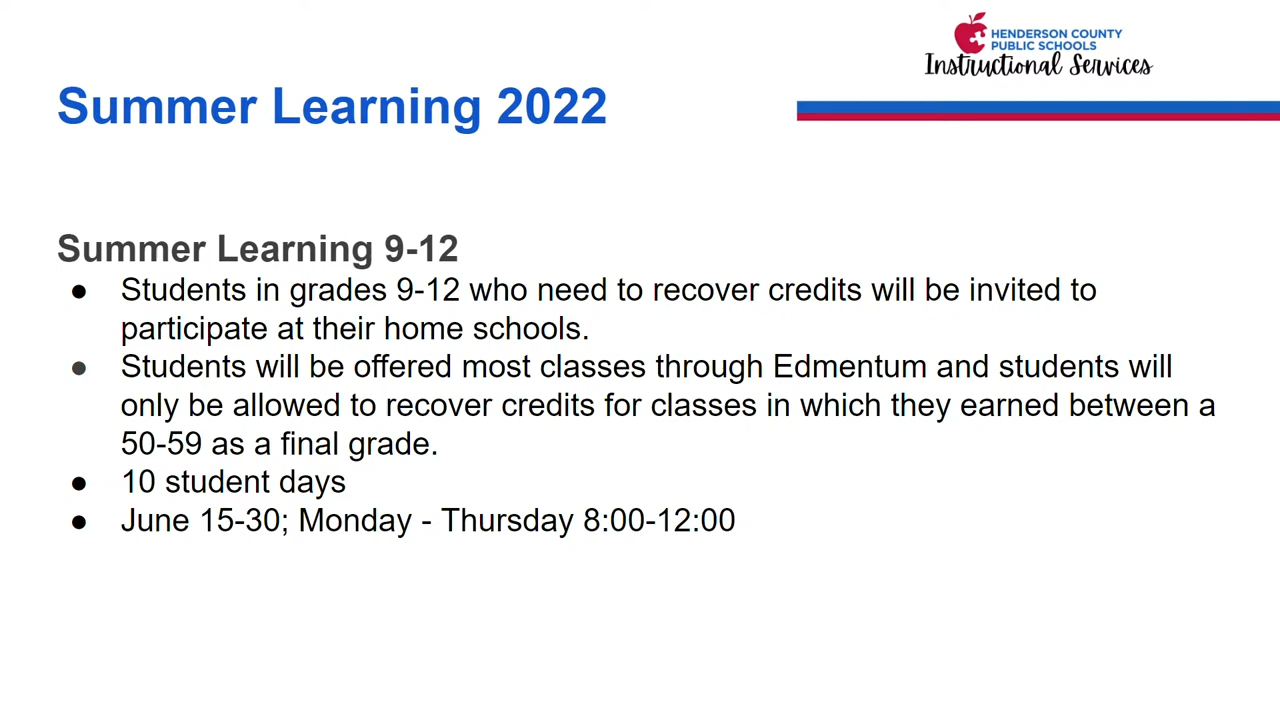 HENDERSON COUNTY
PUBLIC SCHOOLS
Instructional Services
Summer Learning 2022
Summer Learning 9-12
● Students in grades 9-12 who need to recover credits will be invited to
participate at their home schools.
● Students will be offered most classes through Edmentum and students will
only be allowed to recover credits for classes in which they earned between a
50-59 as a final grade.
● 10 student days
● June 15-30; Monday - Thursday 8:00-12:00